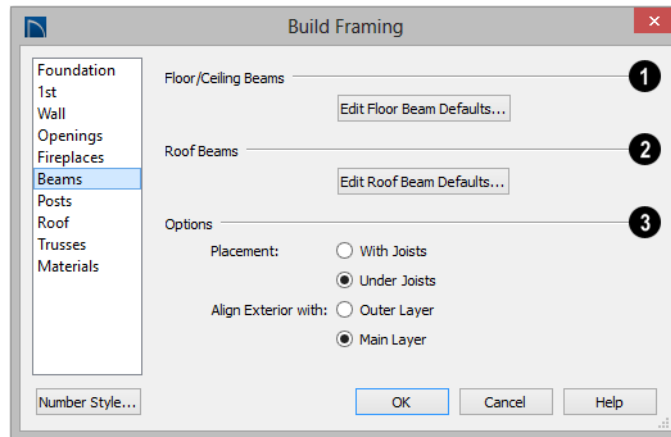 Build Framing
Foundation
1st
Wall
Openings
Fireplaces
Beams
Posts
Roof
Trusses
Materials
Number Style...
Floor/Ceiling Beams
1
Edit Floor Beam Defaults...
Roof Beams
2
Edit Roof Beam Defaults...
Options
3
Placement:
With Joists
Under Joists
Align Exterior with:
Outer Layer
Main Layer
OK
Cancel
Help